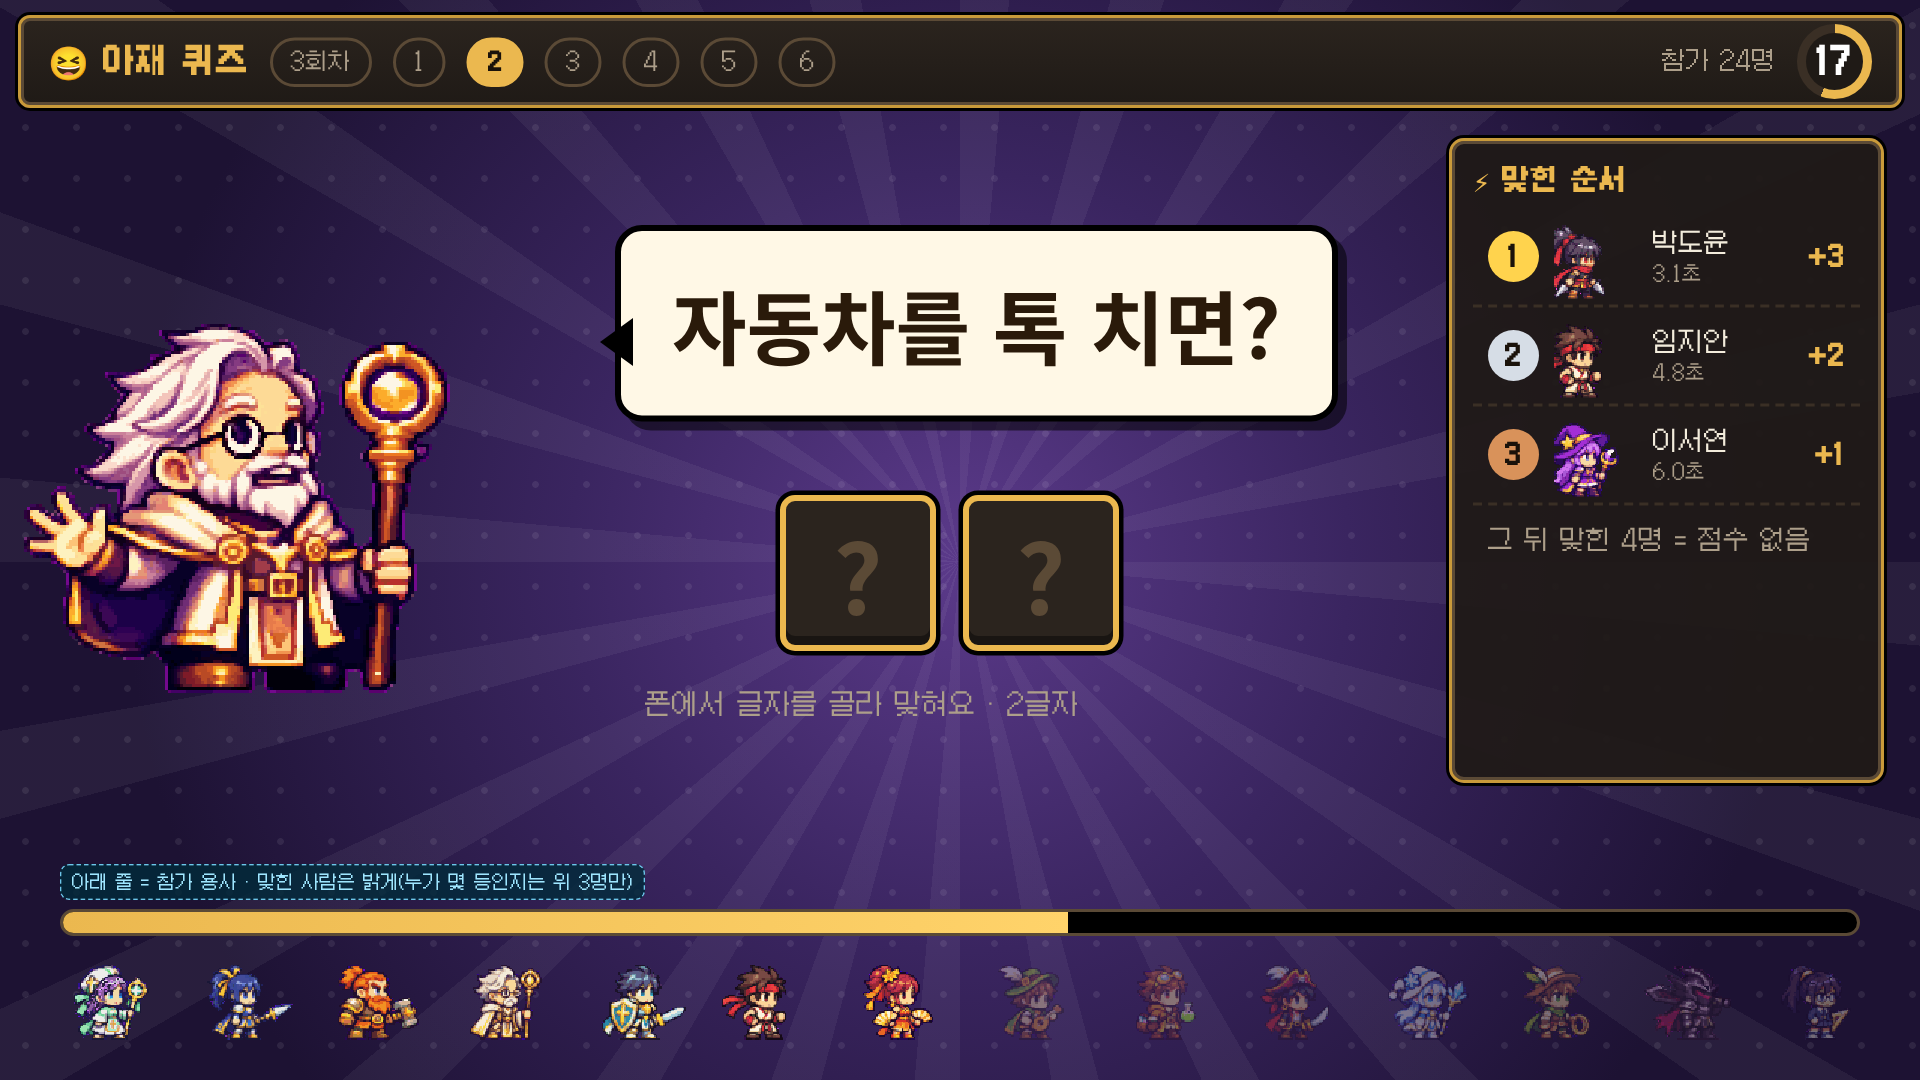 😆 아재 퀴즈 3회차 1 2 3 4 5 6 참가 24명 17
자동차를 톡 치면?
? ?
폰에서 글자를 골라 맞혀요 · 2글자
⚡ 맞힌 순서
1 박도윤 +3
3.1초
2 임지안 +2
4.8초
3 이서연 +1
6.0초
그 뒤 맞힌 4명 = 점수 없음
아래 줄 = 참가 용사 · 맞힌 사람은 밝게(누가 몇 등인지는 위 3명만)